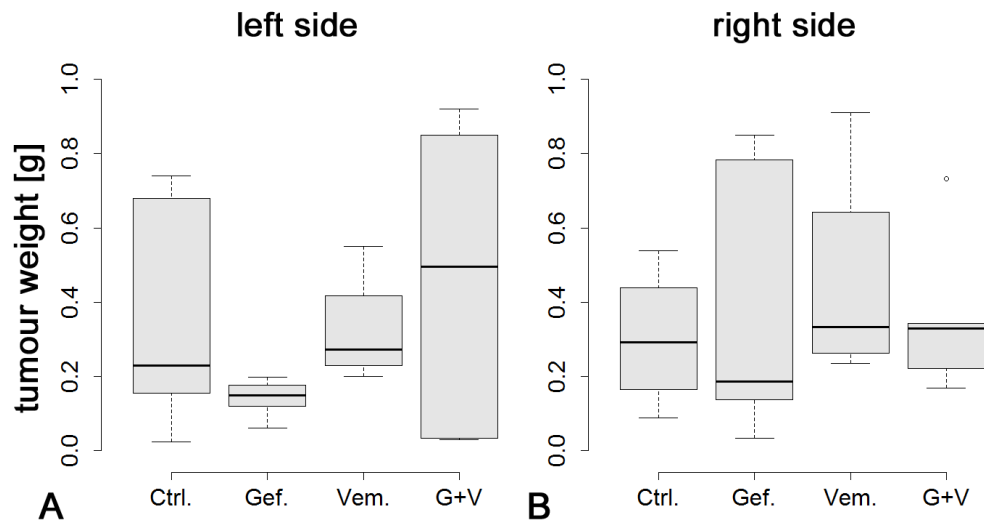 left side
right side
tumour weight [g]
1.0
0.8
0.6
0.4
0.2
0.0
Ctrl.
Gef.
Vem.
G+V
A
1.0
0.8
0.6
0.4
0.2
0.0
Ctrl.
Gef.
Vem.
G+V
B